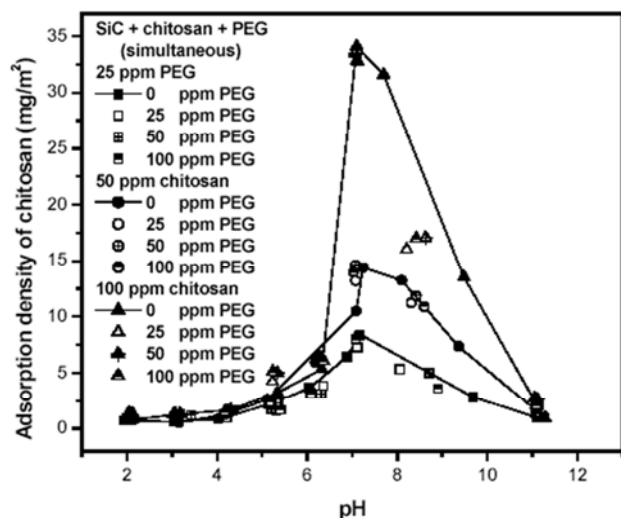 SiC + chitosan + PEG
(simultaneous)
25 ppm PEG
0 ppm PEG
25 ppm PEG
50 ppm PEG
100 ppm PEG
50 ppm chitosan
0 ppm PEG
25 ppm PEG
50 ppm PEG
100 ppm PEG
100 ppm chitosan
0 ppm PEG
25 ppm PEG
50 ppm PEG
100 ppm PEG
Adsorption density of chitosan (mg/m²)
35
30
25
20
15
10
5
0
2 4 6 8 10 12
pH